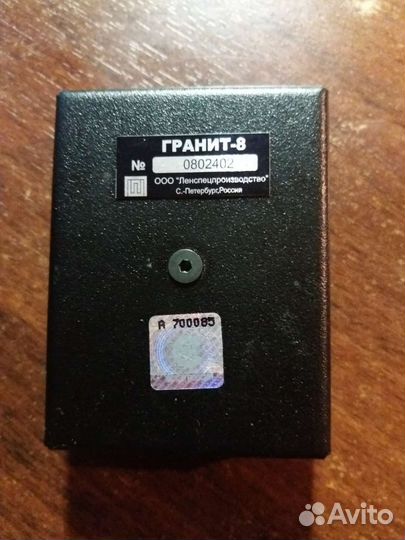 ГРАНИТ-8
№ 0802402
ООО "Ленспецпроизводство"
С.-Петербург,Россия
А 700085
Avito